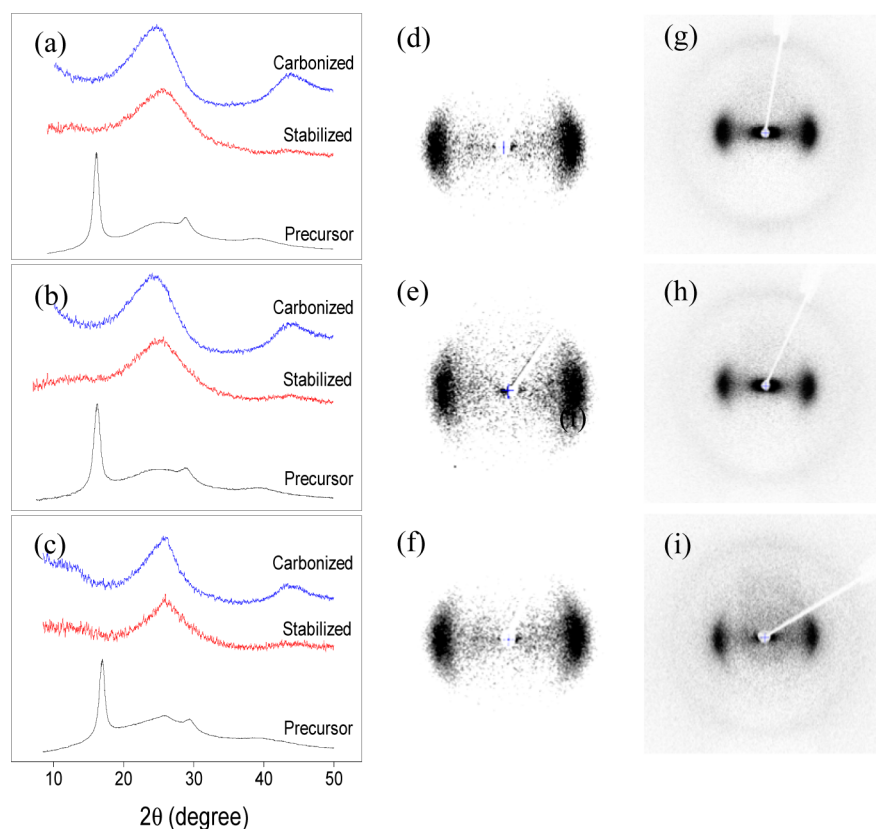 (a)
Carbonized
Stabilized
Precursor
(b)
Carbonized
Stabilized
Precursor
(c)
Carbonized
Stabilized
Precursor
10 20 30 40 50
2θ (degree)
(d)
(e)
(f)
(f)
(g)
(h)
(i)